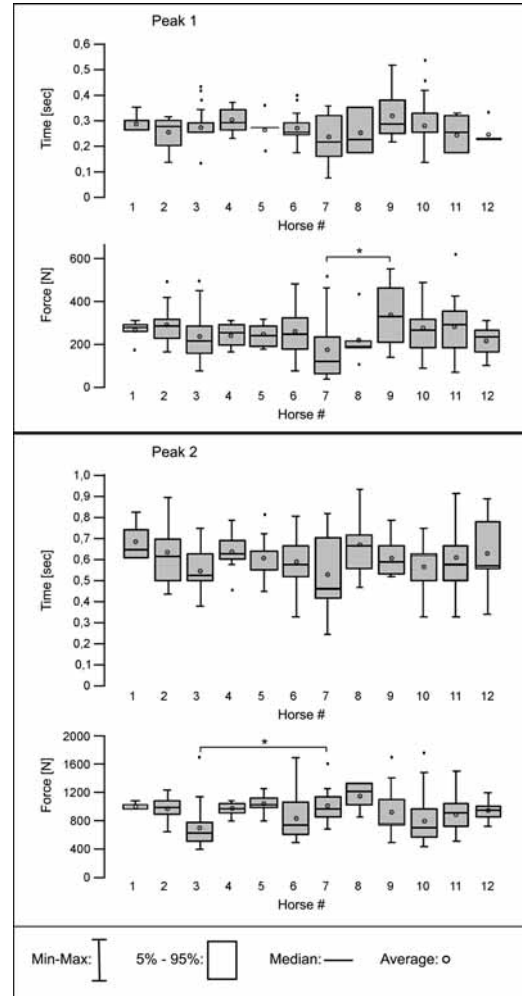 Peak 1
Time [sec]
0,6
0,5
0,4
0,3
0,2
0,1
0
1 2 3 4 5 6 7 8 9 10 11 12
Horse #
Force [N]
600
400
200
0
*
1 2 3 4 5 6 7 8 9 10 11 12
Horse #
Peak 2
Time [sec]
1,0
0,9
0,8
0,7
0,6
0,5
0,4
0,3
0,2
0,1
0
1 2 3 4 5 6 7 8 9 10 11 12
Horse #
Force [N]
2000
1600
1200
800
400
0
*
1 2 3 4 5 6 7 8 9 10 11 12
Horse #
Min-Max: 5% - 95%: Median: Average: